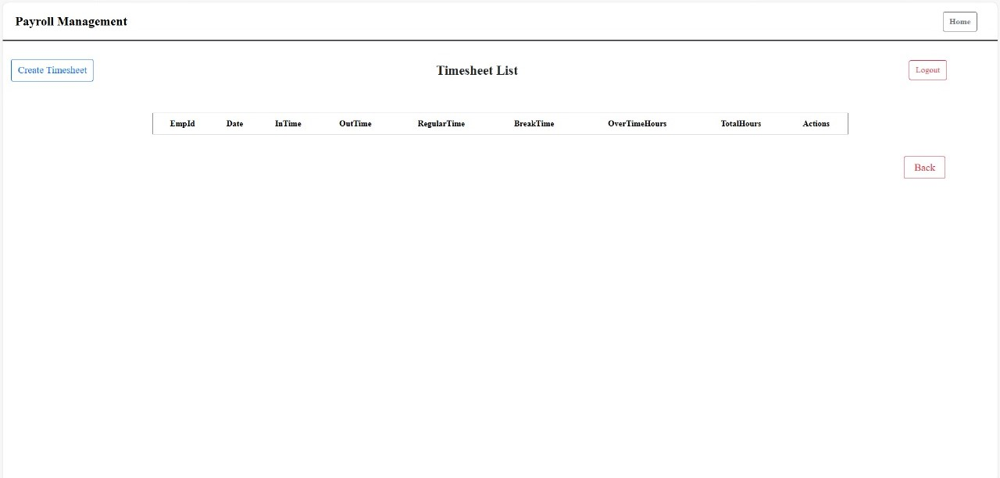 Payroll Management Home
Create Timesheet Timesheet List Logout
EmpId Date InTime OutTime RegularTime BreakTime OverTimeHours TotalHours Actions
Back